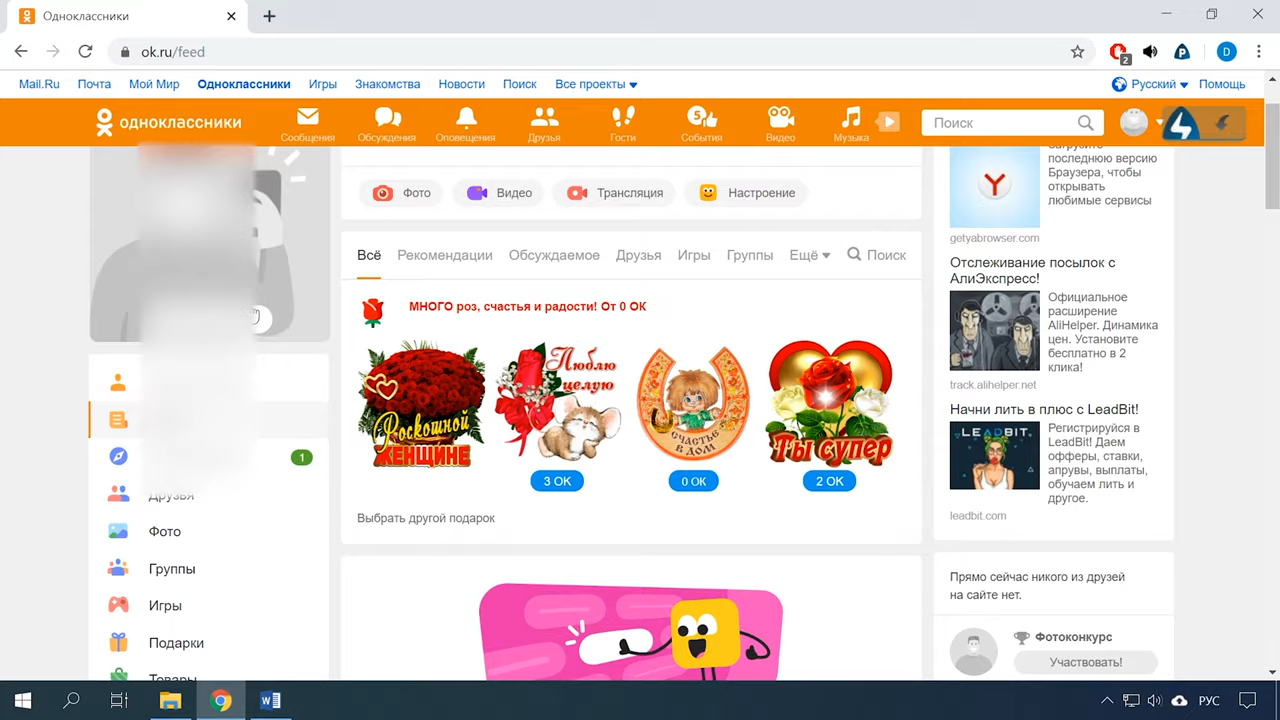 Одноклассники
ok.ru/feed
2
D
Mail.Ru
Почта
Мой Мир
Одноклассники
Игры
Знакомства
Новости
Поиск
Все проекты
Русский
Помощь
одноклассники
Сообщения
Обсуждения
Оповещения
Друзья
Гости
5
События
Видео
Музыка
Поиск
Фото
Видео
Трансляция
Настроение
Всё
Рекомендации
Обсуждаемое
Друзья
Игры
Группы
Ещё
Поиск
МНОГО роз, счастья и радости! От 0 ОК
Роскошной
ЖЕНЩИНЕ
Люблю
целую
СЧАСТЬЕ
В ДОМ
Ты супер
3 ОК
0 ОК
2 ОК
Выбрать другой подарок
1
Друзья
Фото
Группы
Игры
Подарки
Товары
Загрузить
последнюю версию
Браузера, чтобы
открывать
любимые сервисы
getyabrowser.com
Отслеживание посылок с
АлиЭкспресс!
Официальное
расширение
AliHelper. Динамика
цен. Установите
бесплатно в 2
клика!
track.alihelper.net
Начни лить в плюс с LeadBit!
LEADBIT
Регистрируйся в
LeadBit! Даем
офферы, ставки,
апрувы, выплаты,
обучаем лить и
другое.
leadbit.com
Прямо сейчас никого из друзей
на сайте нет.
Фотоконкурс
Участвовать!
РУС